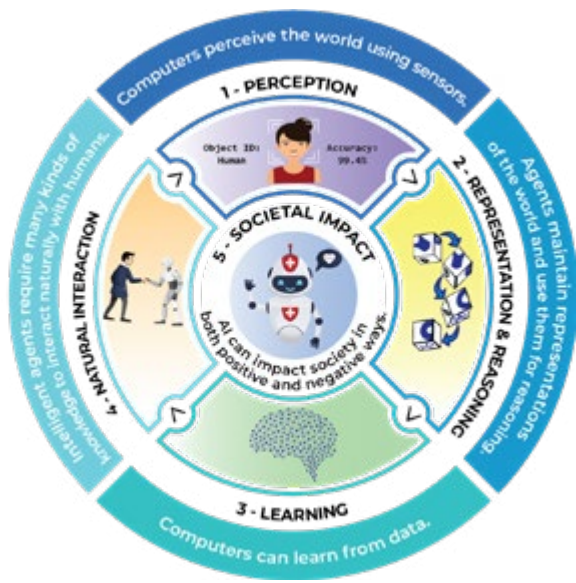 Computers perceive the world using sensors.
1 - PERCEPTION
Object ID:
Human
Accuracy:
99.4%
2 - REPRESENTATION & REASONING
Agents maintain representations
of the world and use them for reasoning.
3 - LEARNING
Computers can learn from data.
4 - NATURAL INTERACTION
Intelligent agents require many kinds of
knowledge to interact naturally with humans.
5 - SOCIETAL IMPACT
AI can impact society in
both positive and negative ways.